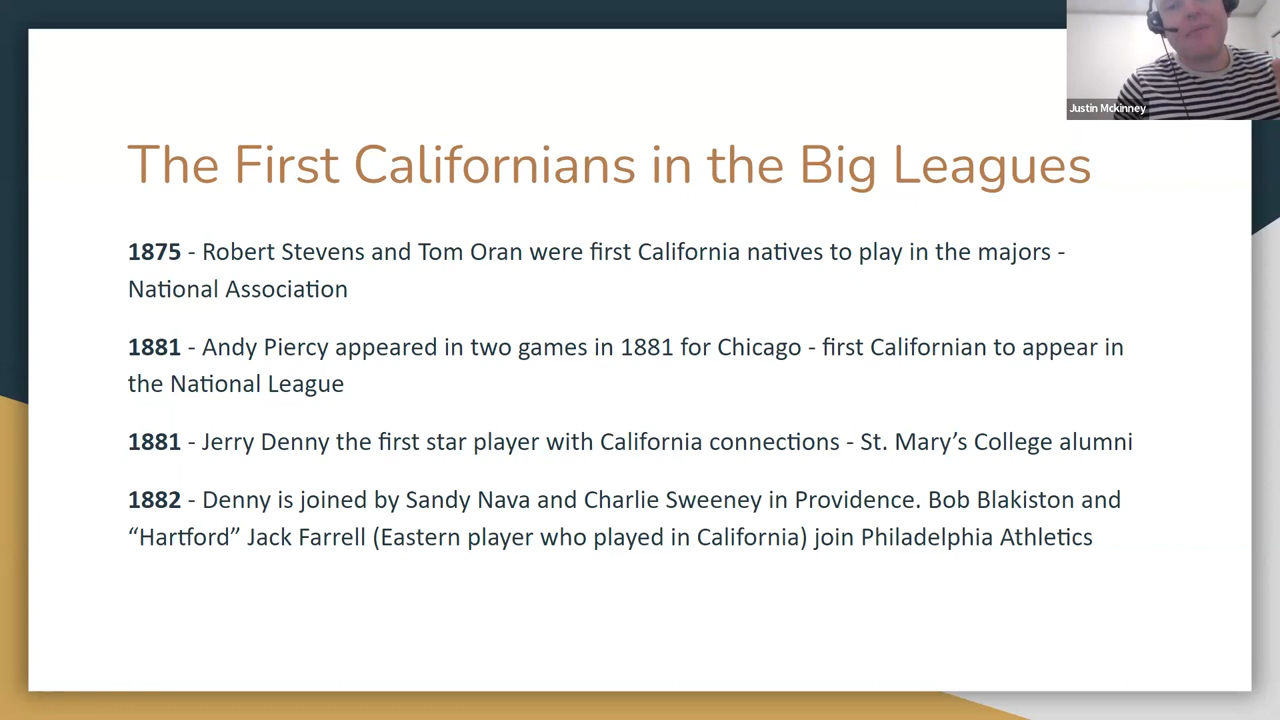 Justin Mckinney
The First Californians in the Big Leagues
1875 - Robert Stevens and Tom Oran were first California natives to play in the majors -
National Association
1881 - Andy Piercy appeared in two games in 1881 for Chicago - first Californian to appear in
the National League
1881 - Jerry Denny the first star player with California connections - St. Mary’s College alumni
1882 - Denny is joined by Sandy Nava and Charlie Sweeney in Providence. Bob Blakiston and
“Hartford” Jack Farrell (Eastern player who played in California) join Philadelphia Athletics